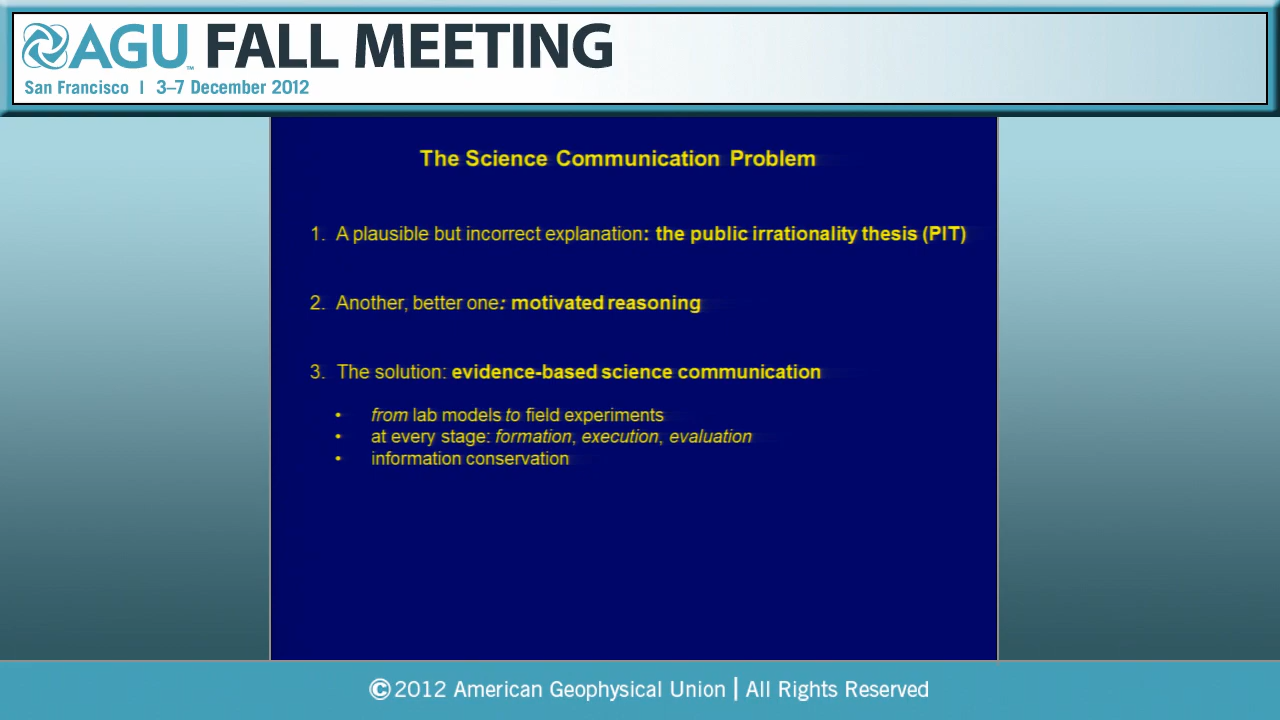 AGU FALL MEETING
San Francisco | 3–7 December 2012
The Science Communication Problem
1. A plausible but incorrect explanation: the public irrationality thesis (PIT)
2. Another, better one: motivated reasoning
3. The solution: evidence-based science communication
• from lab models to field experiments
• at every stage: formation, execution, evaluation
• information conservation
©2012 American Geophysical Union | All Rights Reserved